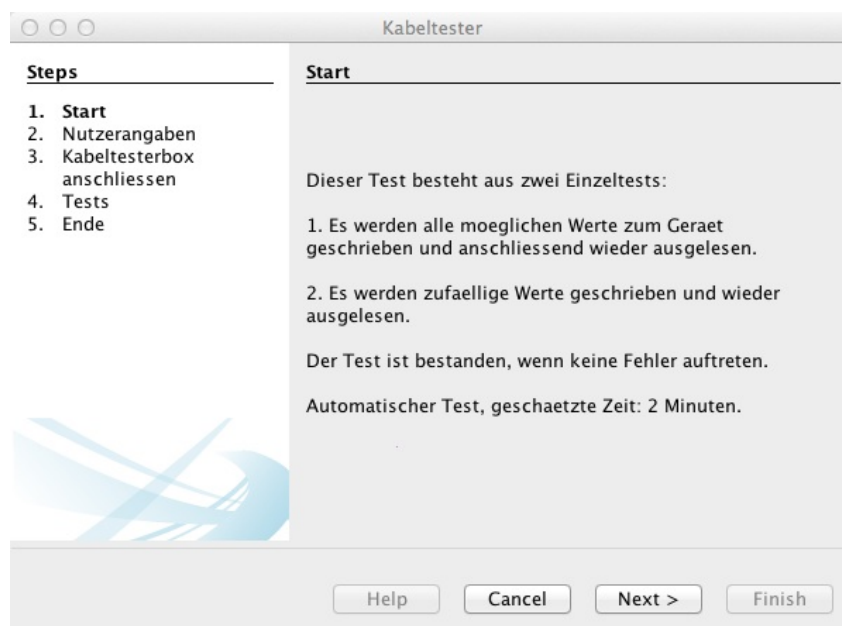 Kabeltester
Steps
1. Start
2. Nutzerangaben
3. Kabeltesterbox
anschliessen
4. Tests
5. Ende
Start
Dieser Test besteht aus zwei Einzeltests:
1. Es werden alle moeglichen Werte zum Geraet
geschrieben und anschliessend wieder ausgelesen.
2. Es werden zufaellige Werte geschrieben und wieder
ausgelesen.
Der Test ist bestanden, wenn keine Fehler auftreten.
Automatischer Test, geschaetzte Zeit: 2 Minuten.
Help Cancel Next > Finish